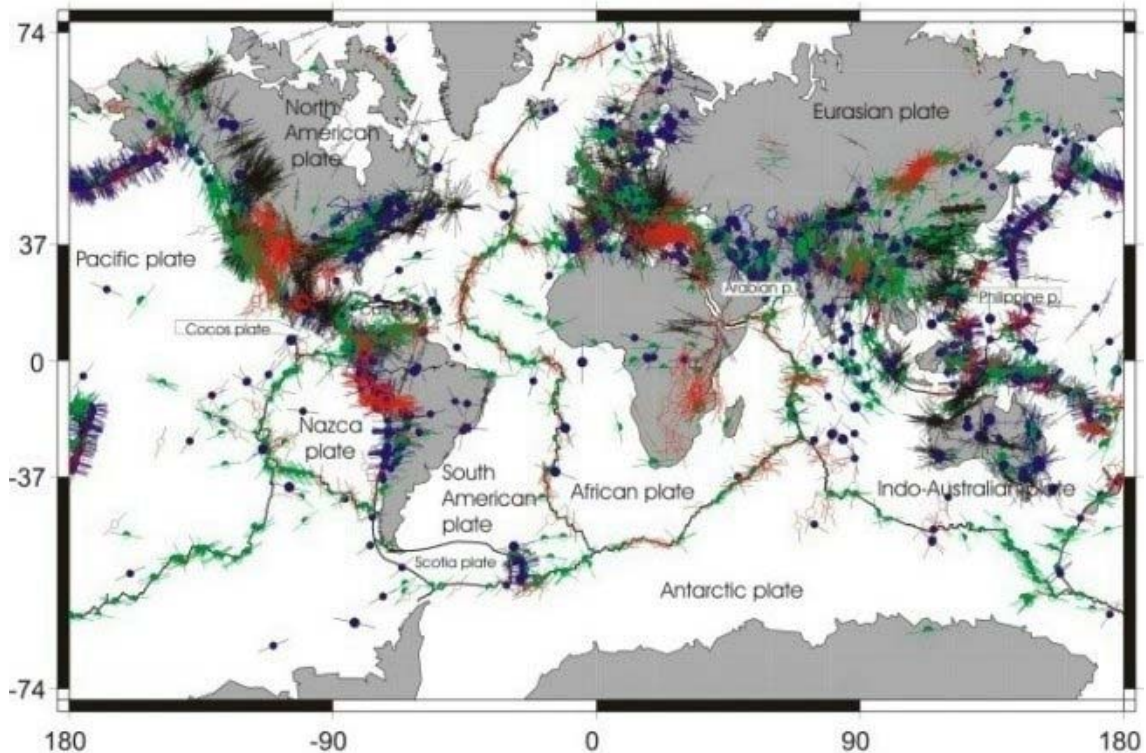 74
North
American
plate
Eurasian plate
37
Pacific plate
Arabian p.
Philippine p.
Cocos plate
0
Nazca
plate
South
American
plate
-37
African plate
Indo-Australian plate
Scotia plate
Antarctic plate
-74
180
-90
0
90
180